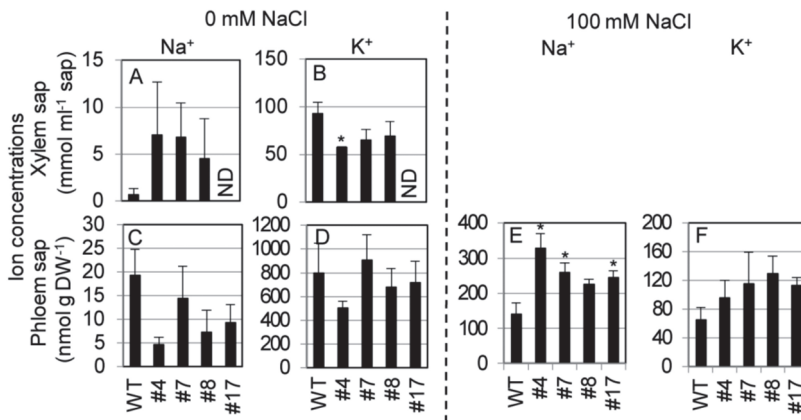 0 mM NaCl
100 mM NaCl
Na⁺
K⁺
Na⁺
K⁺
Ion concentrations
Xylem sap
(mmol ml⁻¹ sap)
A
15
10
5
0
ND
B
150
100
50
0
*
ND
Phloem sap
(nmol g DW⁻¹)
C
30
25
20
15
10
5
0
WT
#4
#7
#8
#17
D
1200
1000
800
600
400
200
0
WT
#4
#7
#8
#17
E
400
300
200
100
0
*
*
*
WT
#4
#7
#8
#17
F
200
160
120
80
40
0
WT
#4
#7
#8
#17